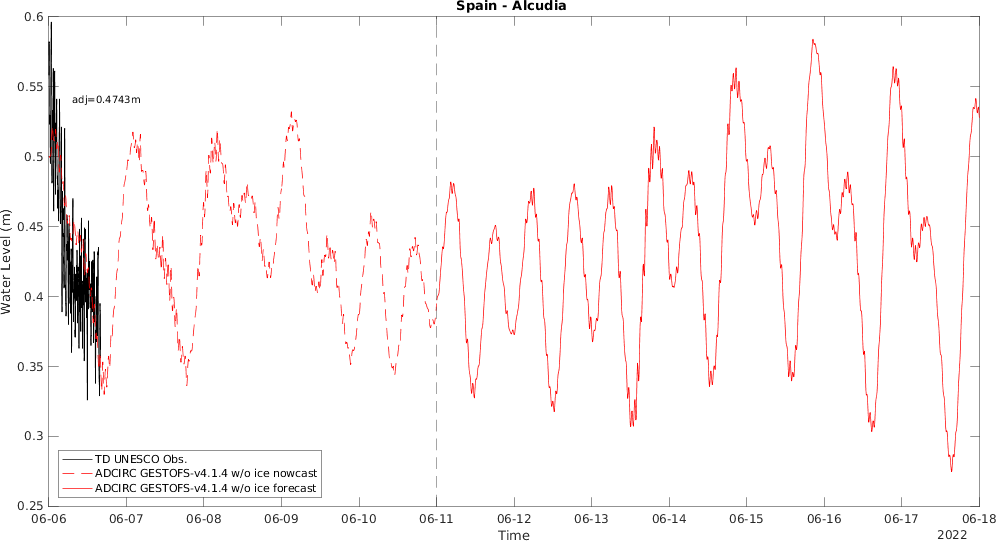 Spain - Alcudia
0.6
0.55
0.5
0.45
0.4
0.35
0.3
0.25
Water Level (m)
adj=0.4743m
TD UNESCO Obs.
ADCIRC GESTOFS-v4.1.4 w/o ice nowcast
ADCIRC GESTOFS-v4.1.4 w/o ice forecast
06-06 06-07 06-08 06-09 06-10 06-11 06-12 06-13 06-14 06-15 06-16 06-17 06-18
Time
2022